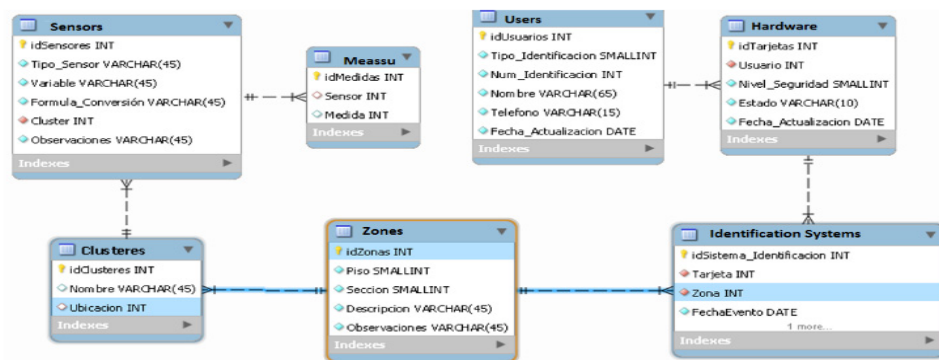 Sensors
idSensores INT
Tipo_Sensor VARCHAR(45)
Variable VARCHAR(45)
Formula_Conversión VARCHAR(45)
Cluster INT
Observaciones VARCHAR(45)
Indexes
Meassu
idMedidas INT
Sensor INT
Medida INT
Indexes
Users
idUsuarios INT
Tipo_Identificacion SMALLINT
Num_Identificacion INT
Nombre VARCHAR(65)
Telefono VARCHAR(15)
Fecha_Actualizacion DATE
Indexes
Hardware
idTarjetas INT
Usuario INT
Nivel_Seguridad SMALLINT
Estado VARCHAR(10)
Fecha_Actualizacion DATE
Indexes
Clusteres
idClusteres INT
Nombre VARCHAR(45)
Ubicacion INT
Indexes
Zones
idZonas INT
Piso SMALLINT
Seccion SMALLINT
Descripcion VARCHAR(45)
Observaciones VARCHAR(45)
Indexes
Identification Systems
idSistema_Identificacion INT
Tarjeta INT
Zona INT
FechaEvento DATE
1 more...
Indexes